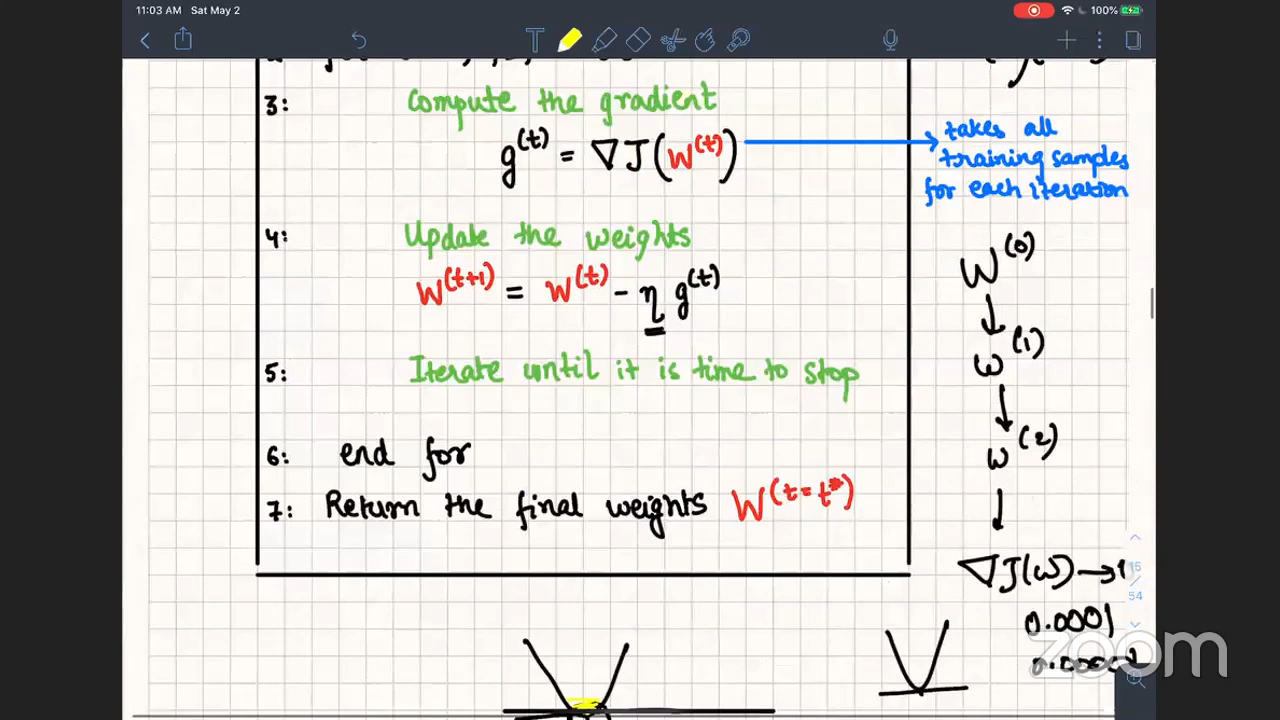 11:03 AM Sat May 2
100%
3: Compute the gradient
g^(t) = ∇J(W^(t))
takes all
training samples
for each iteration
4: Update the weights
W^(t+1) = W^(t) - η g^(t)
5: Iterate until it is time to stop
6: end for
7: Return the final weights W^(t=t*)
W^(0)
↓
W^(1)
↓
W^(2)
↓
∇J(W) →
0.0001
15
/
54
zoom